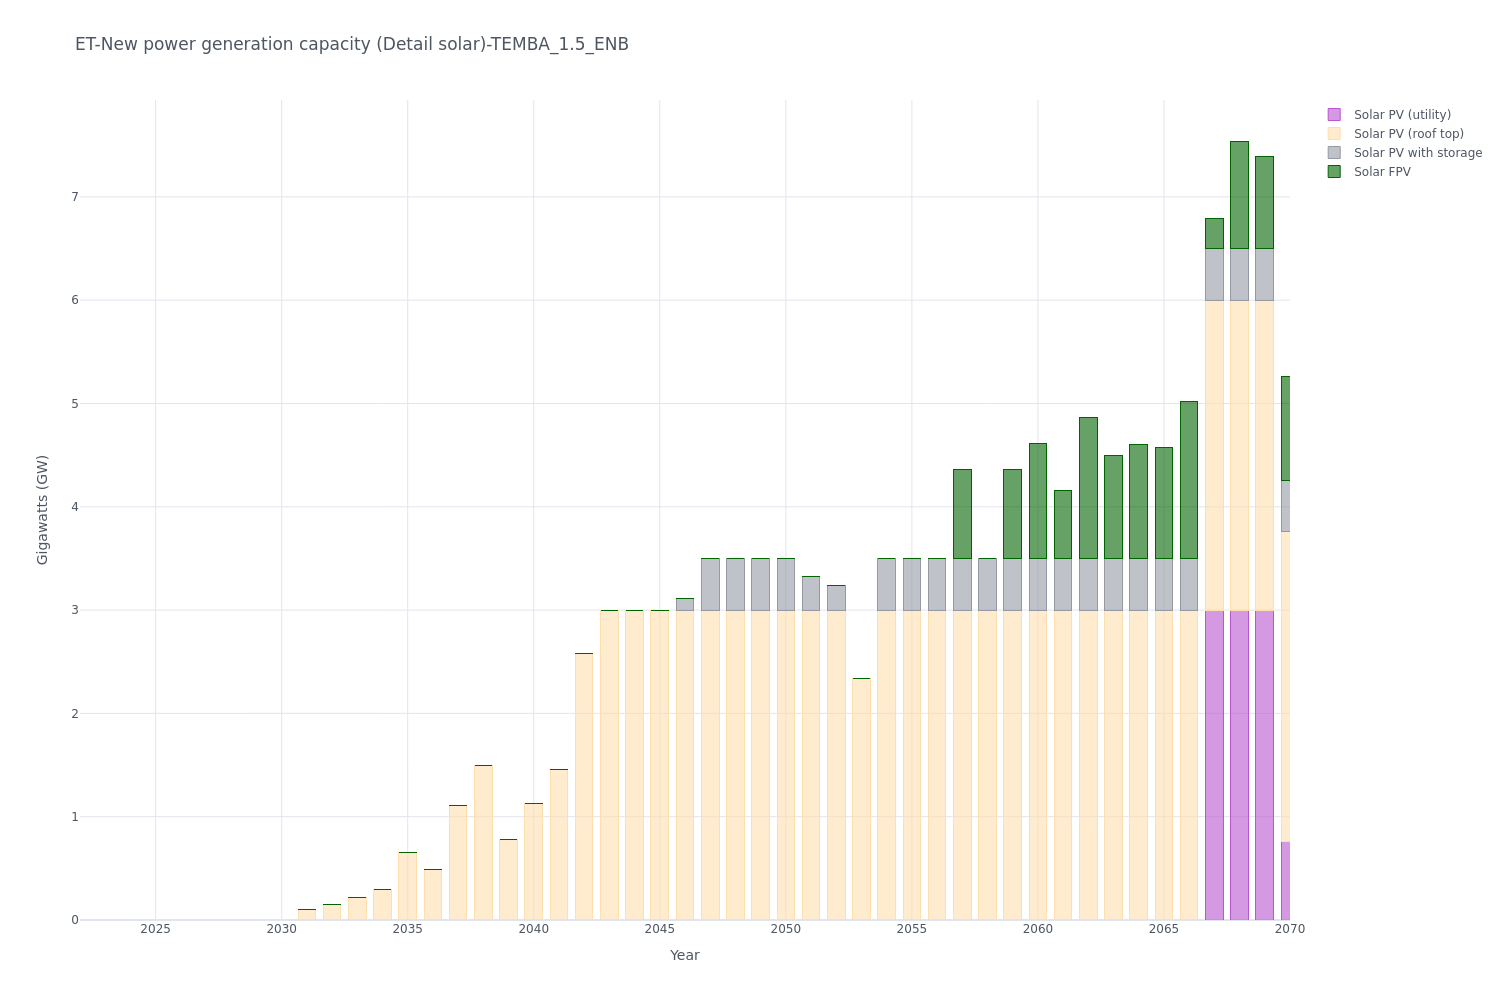 ET-New power generation capacity (Detail solar)-TEMBA_1.5_ENB
Solar PV (utility)
Solar PV (roof top)
Solar PV with storage
Solar FPV
Gigawatts (GW)
7
6
5
4
3
2
1
0
2025 2030 2035 2040 2045 2050 2055 2060 2065 2070
Year